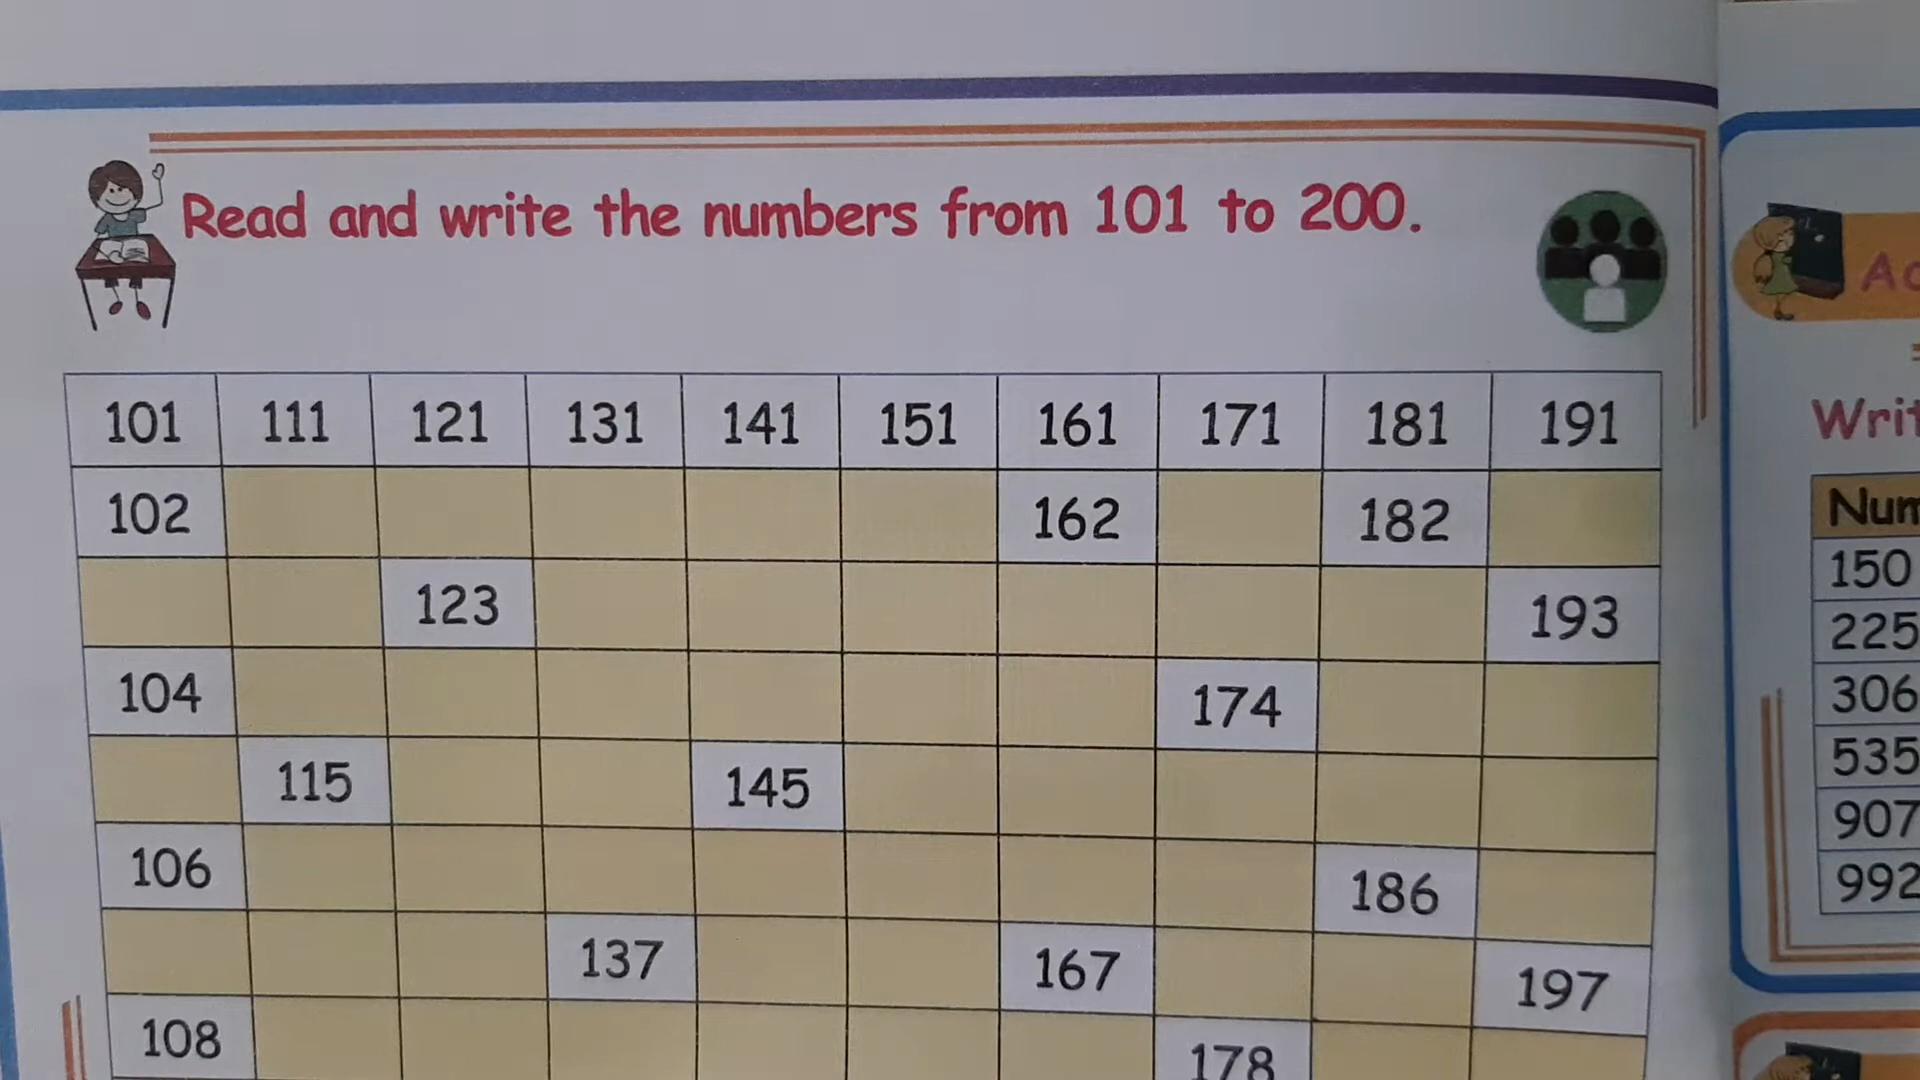 Read and write the numbers from 101 to 200.
101 111 121 131 141 151 161 171 181 191
102 162 182
123 193
104 174
115 145
106 186
137 167 197
108 178
Writ
Num
150
225
306
535
907
992